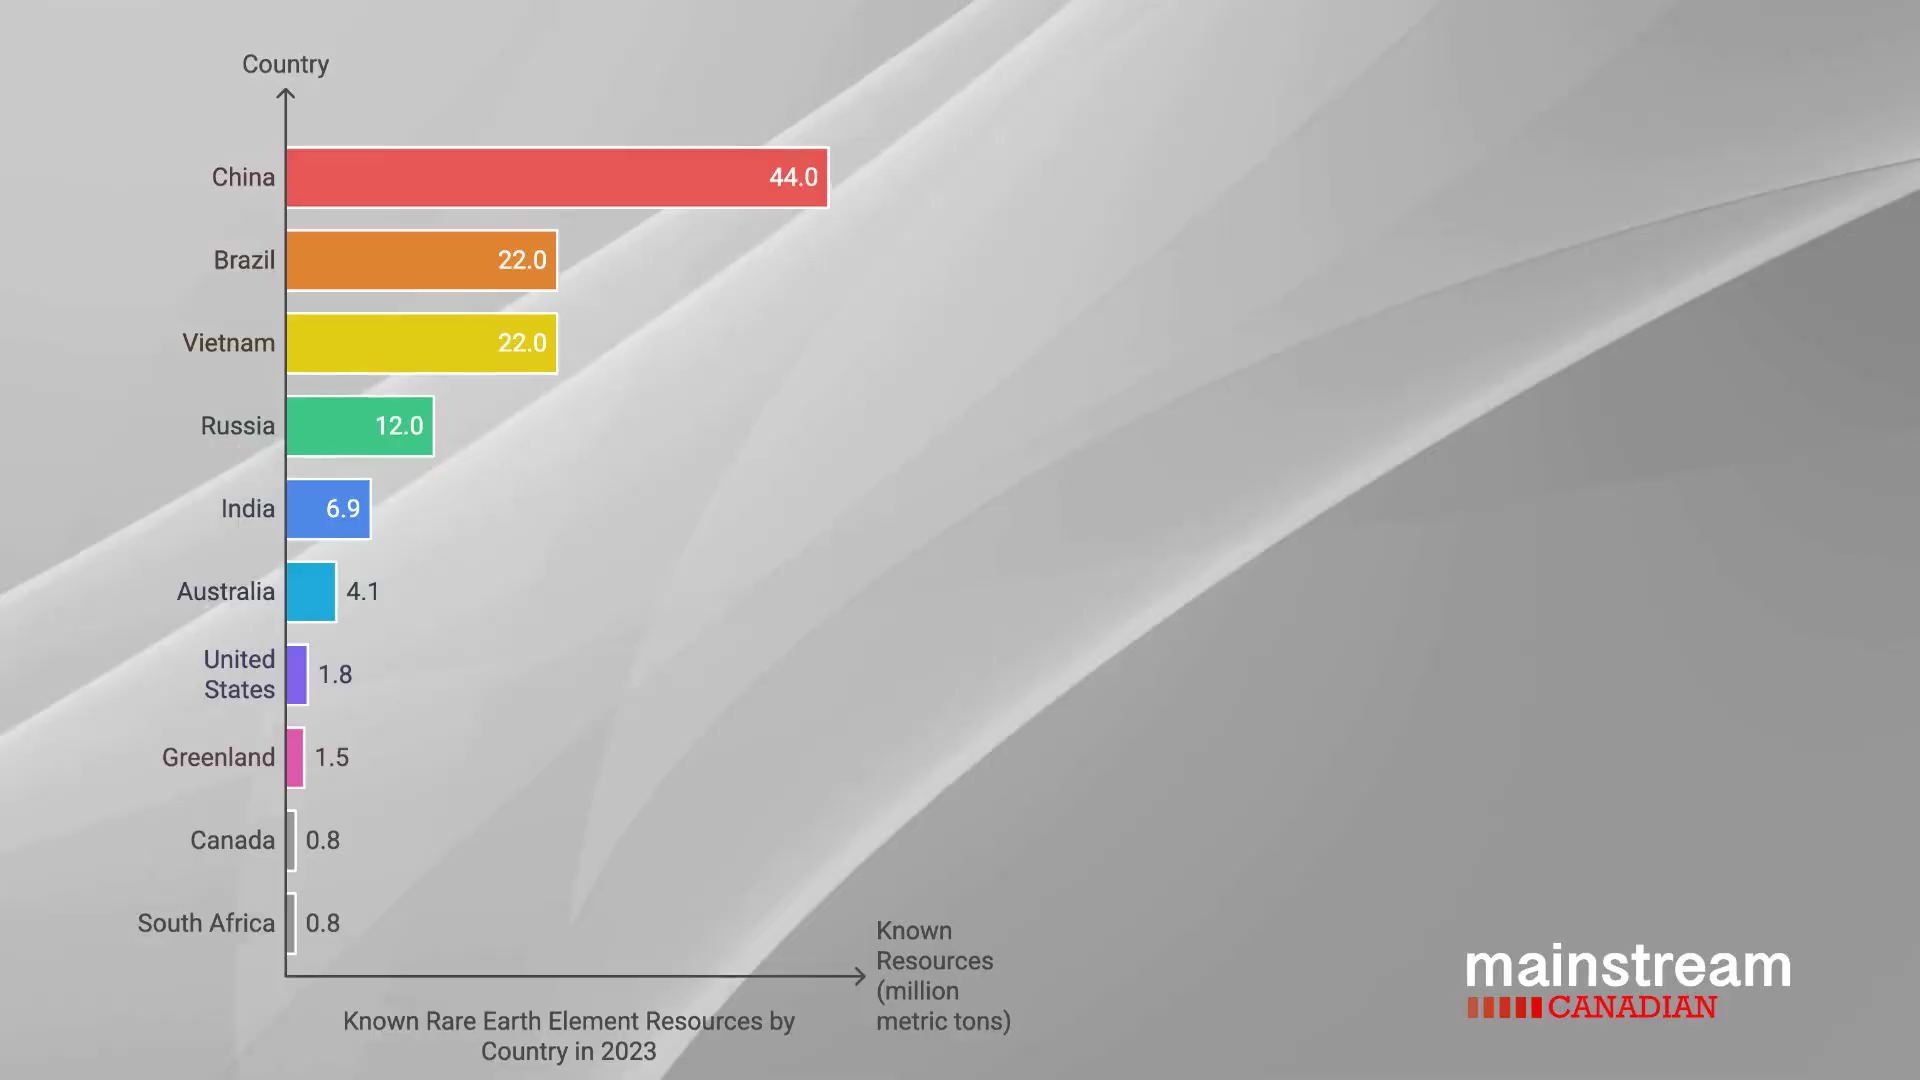 Country
China
44.0
Brazil
22.0
Vietnam
22.0
Russia
12.0
India
6.9
Australia
4.1
United
States
1.8
Greenland
1.5
Canada
0.8
South Africa
0.8
Known
Resources
(million
metric tons)
Known Rare Earth Element Resources by
Country in 2023
mainstream
CANADIAN